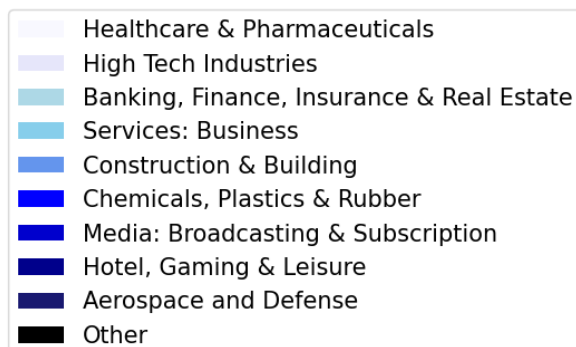 Healthcare & Pharmaceuticals
High Tech Industries
Banking, Finance, Insurance & Real Estate
Services: Business
Construction & Building
Chemicals, Plastics & Rubber
Media: Broadcasting & Subscription
Hotel, Gaming & Leisure
Aerospace and Defense
Other